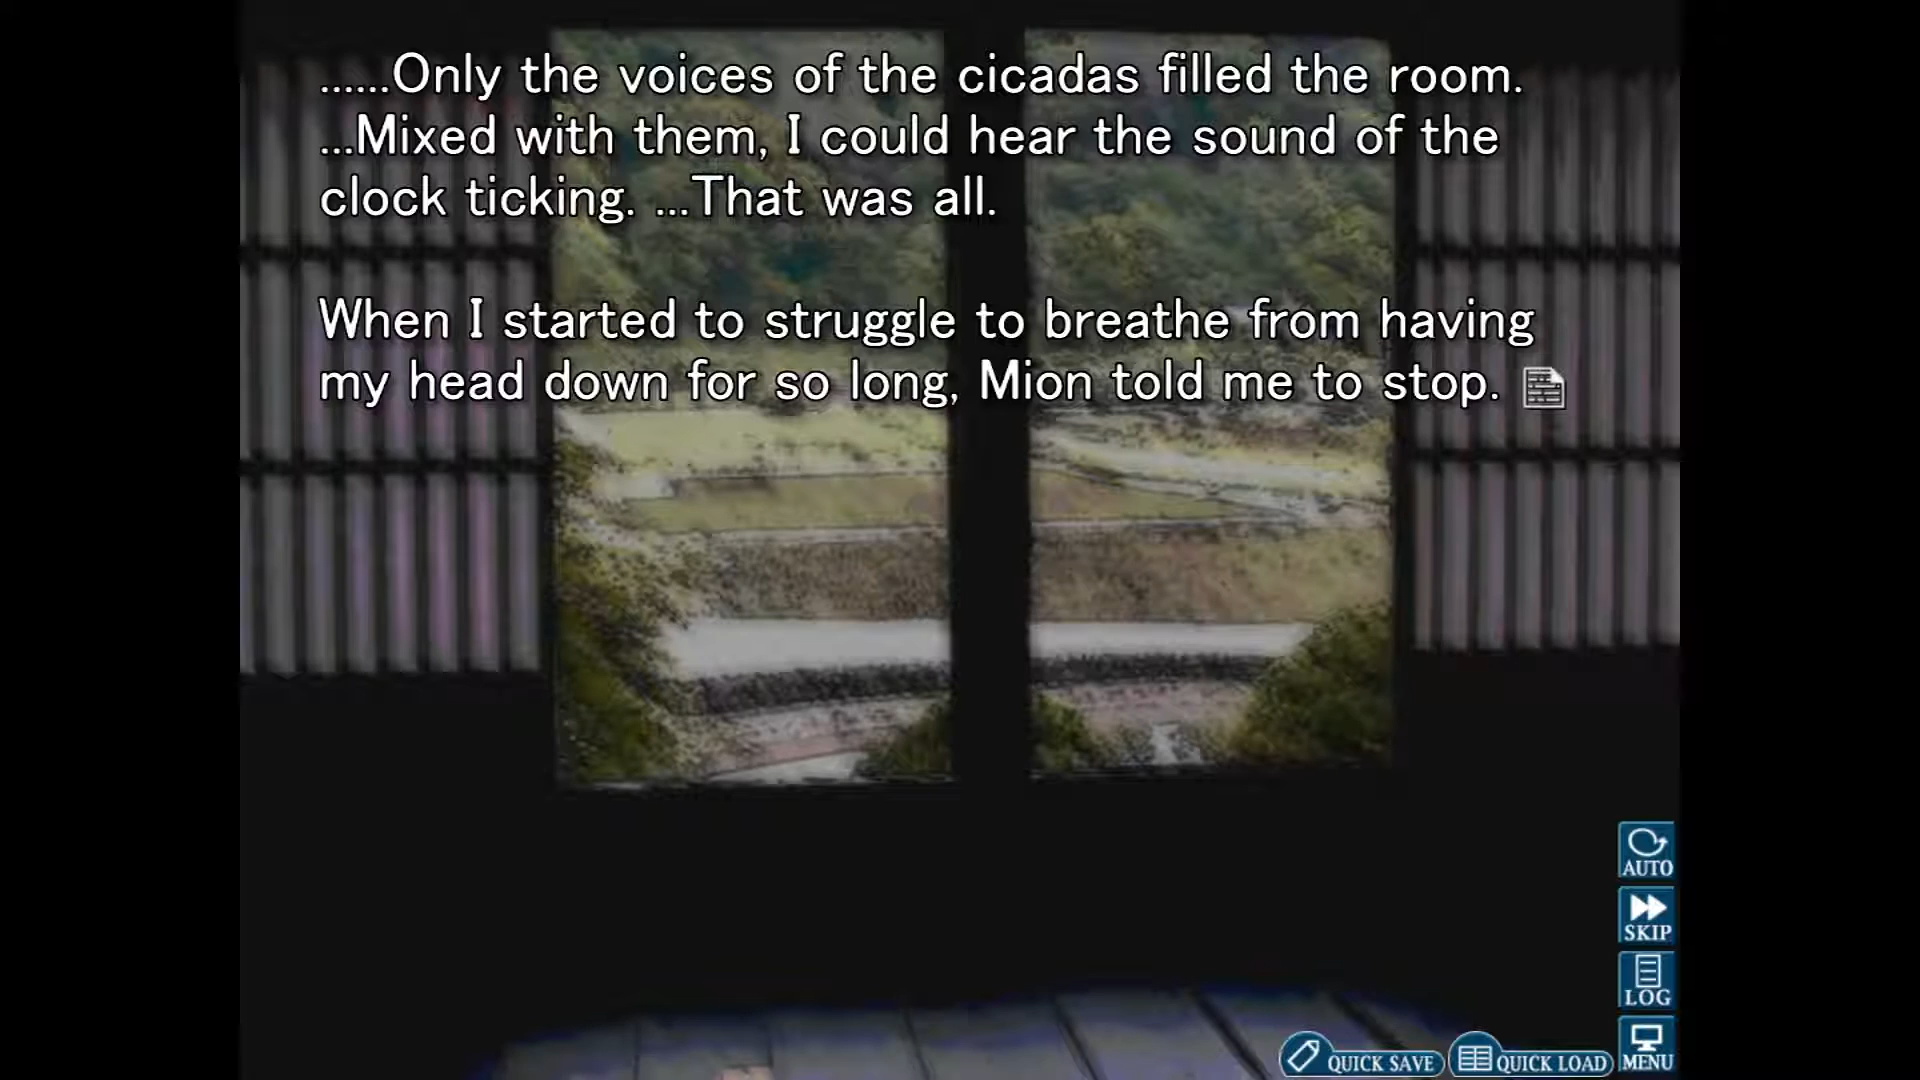 ......Only the voices of the cicadas filled the room.
...Mixed with them, I could hear the sound of the
clock ticking. ...That was all.
When I started to struggle to breathe from having
my head down for so long, Mion told me to stop.
AUTO
SKIP
LOG
MENU
QUICK SAVE
QUICK LOAD